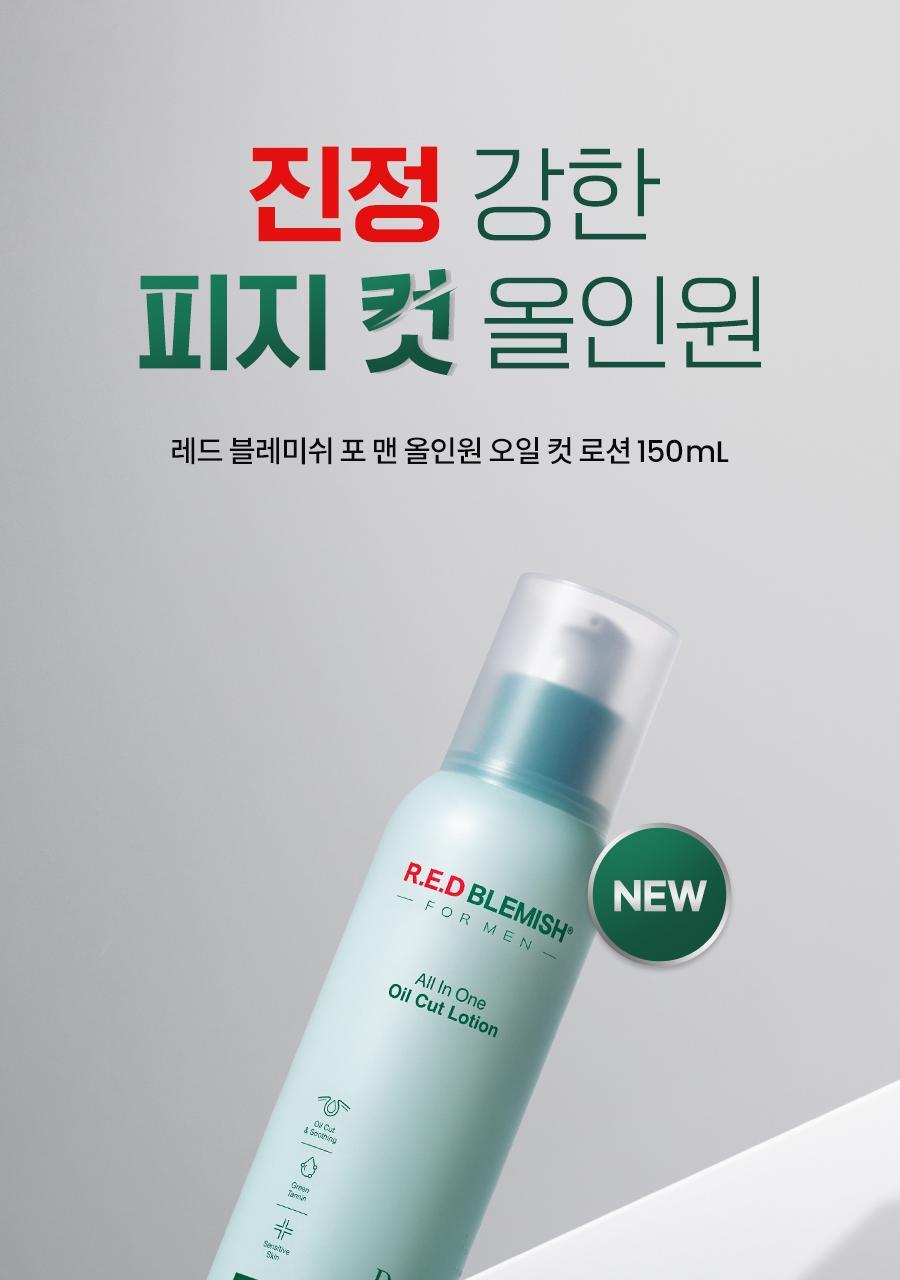 진정 강한
피지 컷 올인원
레드 블레미쉬 포 맨 올인원 오일 컷 로션 150mL
R.E.D BLEMISH®
— FOR MEN —
All In One
Oil Cut Lotion
NEW
Oil Cut
& Soothing
Green
Tannin
Sensitive
Skin